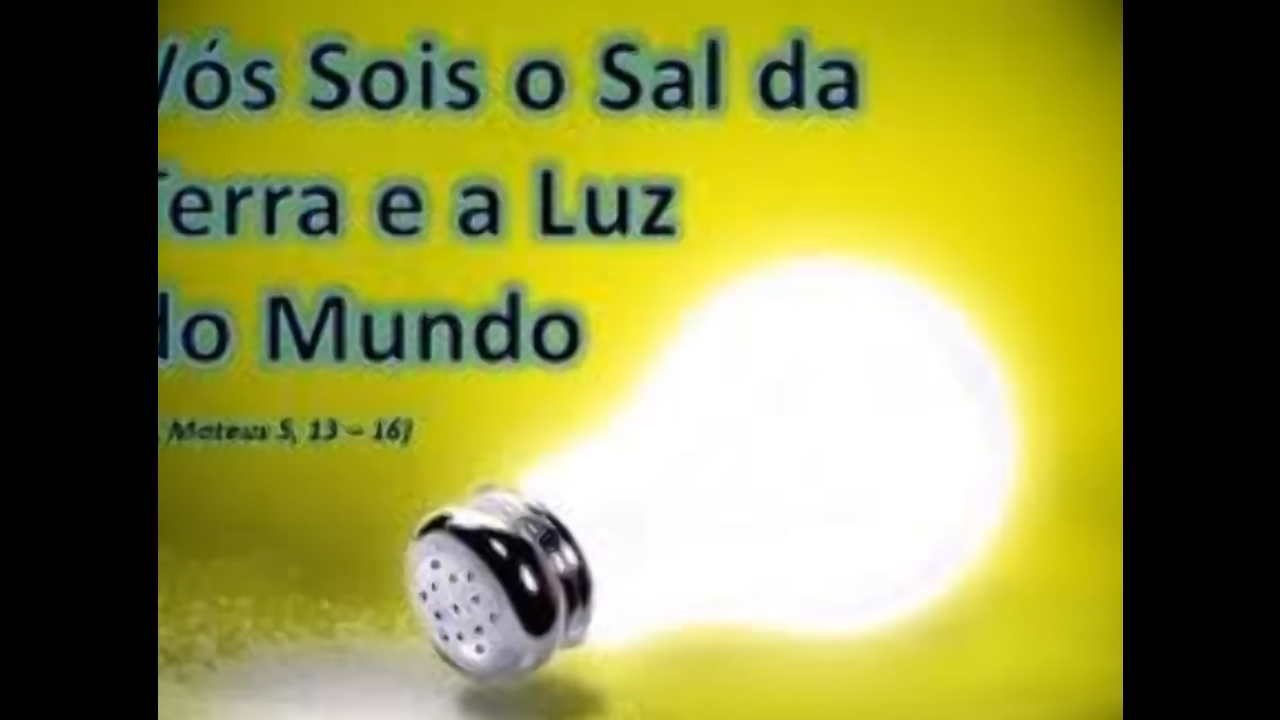 Vós Sois o Sal da
Terra e a Luz
do Mundo
Mateus 5, 13 – 16)